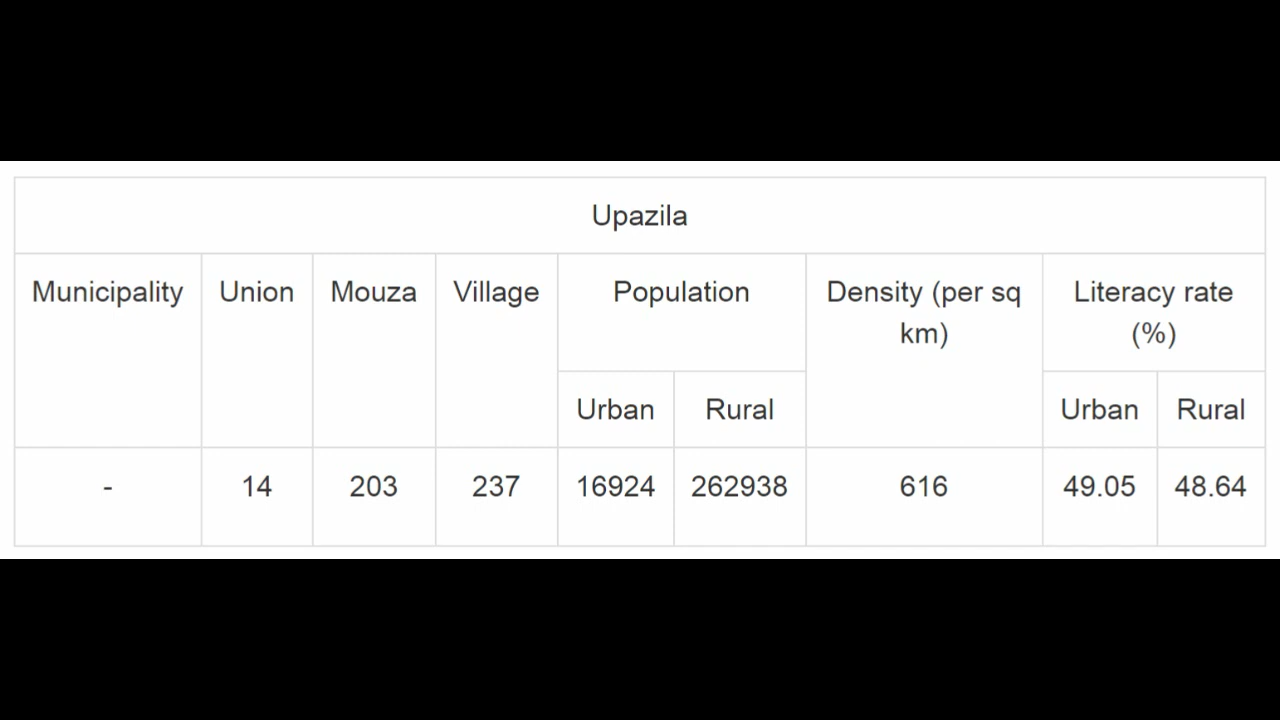 Upazila
Municipality Union Mouza Village Population Density (per sq km) Literacy rate (%)
Urban Rural Urban Rural
- 14 203 237 16924 262938 616 49.05 48.64